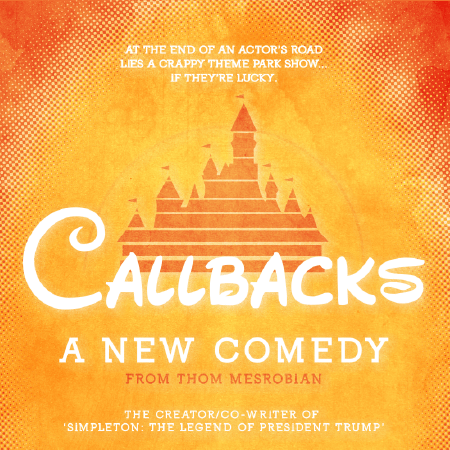 AT THE END OF AN ACTOR'S ROAD
LIES A CRAPPY THEME PARK SHOW...
IF THEY'RE LUCKY.
CALLBACKS
A NEW COMEDY
FROM THOM MESROBIAN
THE CREATOR/CO-WRITER OF
'SIMPLETON: THE LEGEND OF PRESIDENT TRUMP'